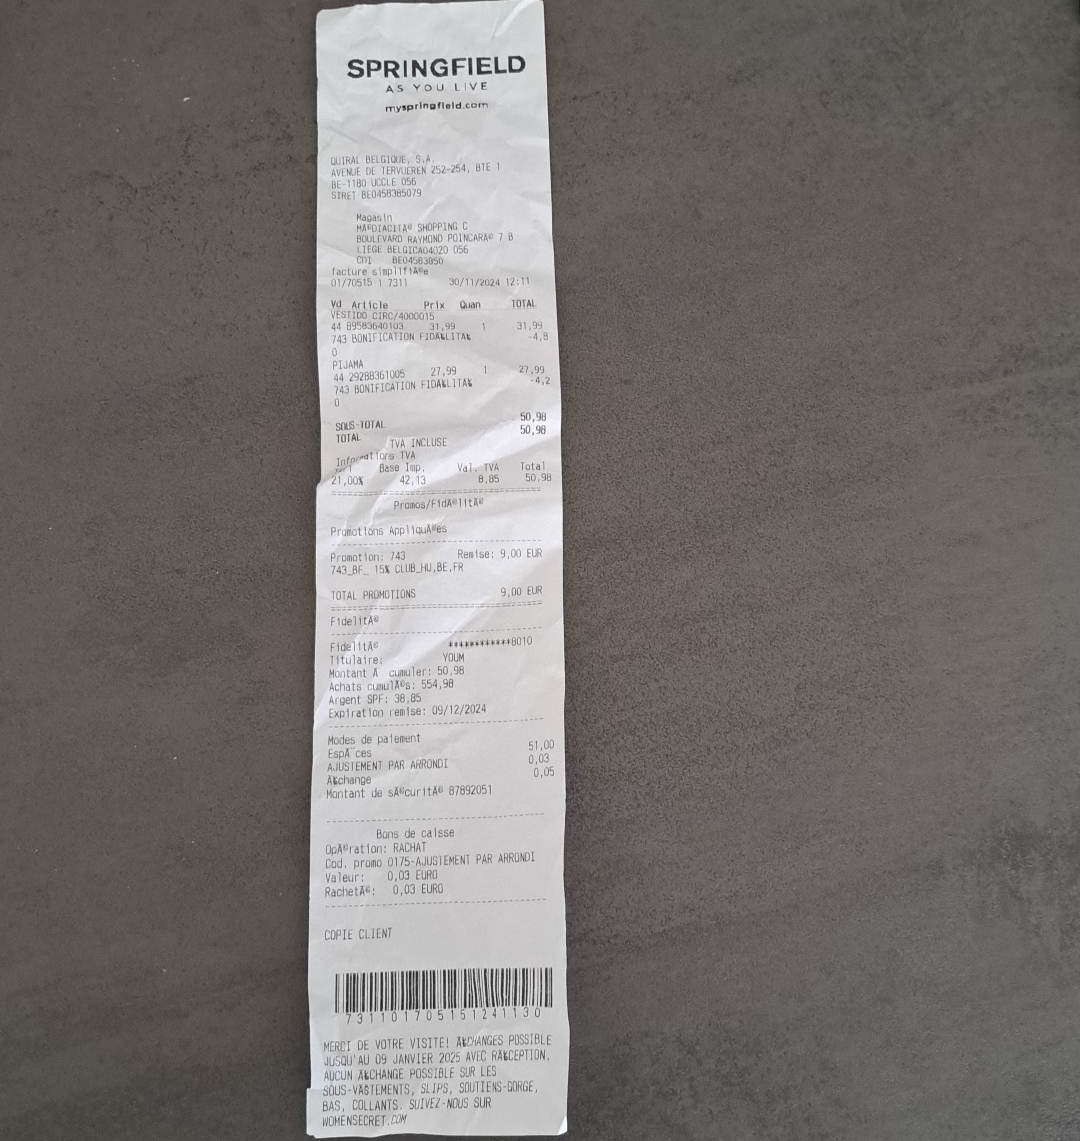 SPRINGFIELD
AS YOU LIVE
myspringfield.com
QUIRAL BELGIQUE, S.A.
AVENUE DE TERVUEREN 252-254, BTE 1
BE-1180 UCCLE 056
SIRET BE0458385079
Magasin
MÃ©DIACITÃ® SHOPPING C
BOULEVARD RAYMOND POINCARÃ© 7 B
LIEGE BELGICA04020 056
CDI BE04583850
facture simplifiÃ©e
01/70515 1 7311 30/11/2024 12:11
Vd Article Prix Quan TOTAL
VESTIDO CIRC/4000015
44 89583640103 31,99 1 31,99
743 BONIFICATION FIDÃ&LITÃ& -4,8
0
PIJAMA
44 29288361005 27,99 1 27,99
743 BONIFICATION FIDÃ&LITÃ& -4,2
0
SOUS-TOTAL 50,98
TOTAL 50,98
TVA INCLUSE
Informations TVA
Base Imp. Val. TVA Total
21,00% 42,13 8,85 50,98
Promos/FidÃ©litÃ©
Promotions AppliquÃ©es
Promotion: 743 Remise: 9,00 EUR
743_BF_ 15% CLUB_HU,BE,FR
TOTAL PROMOTIONS 9,00 EUR
FidelitÃ©
FidelitÃ© ************8010
Titulaire: YOUM
Montant Ã cumuler: 50,98
Achats cumulÃ©s: 554,98
Argent SPF: 38,85
Expiration remise: 09/12/2024
Modes de paiement
EspÃ¨ces 51,00
AJUSTEMENT PAR ARRONDI 0,03
Ã&change 0,05
Montant de sÃ©curitÃ© 87892051
Bons de caisse
OpÃ©ration: RACHAT
Cod. promo 0175-AJUSTEMENT PAR ARRONDI
Valeur: 0,03 EURO
RachetÃ©: 0,03 EURO
COPIE CLIENT
731101705151241130
MERCI DE VOTRE VISITE! Ã&CHANGES POSSIBLE
JUSQU'AU 09 JANVIER 2025 AVEC RÃ&CEPTION.
AUCUN Ã&CHANGE POSSIBLE SUR LES
SOUS-VÃSTEMENTS, SLIPS, SOUTIENS-GORGE,
BAS, COLLANTS. SUIVEZ-NOUS SUR
WOMENSECRET.COM